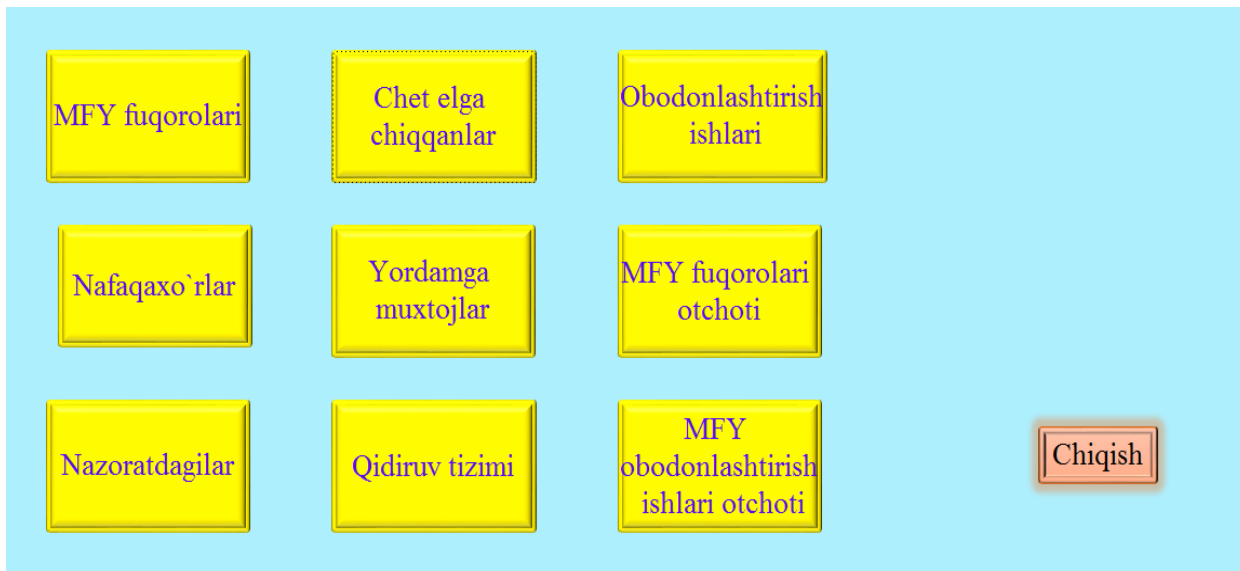 MFY fuqorolari
Chet elga
chiqqanlar
Obodonlashtirish
ishlari
Nafaqaxo`rlar
Yordamga
muxtojlar
MFY fuqorolari
otchoti
Nazoratdagilar
Qidiruv tizimi
MFY
obodonlashtirish
ishlari otchoti
Chiqish